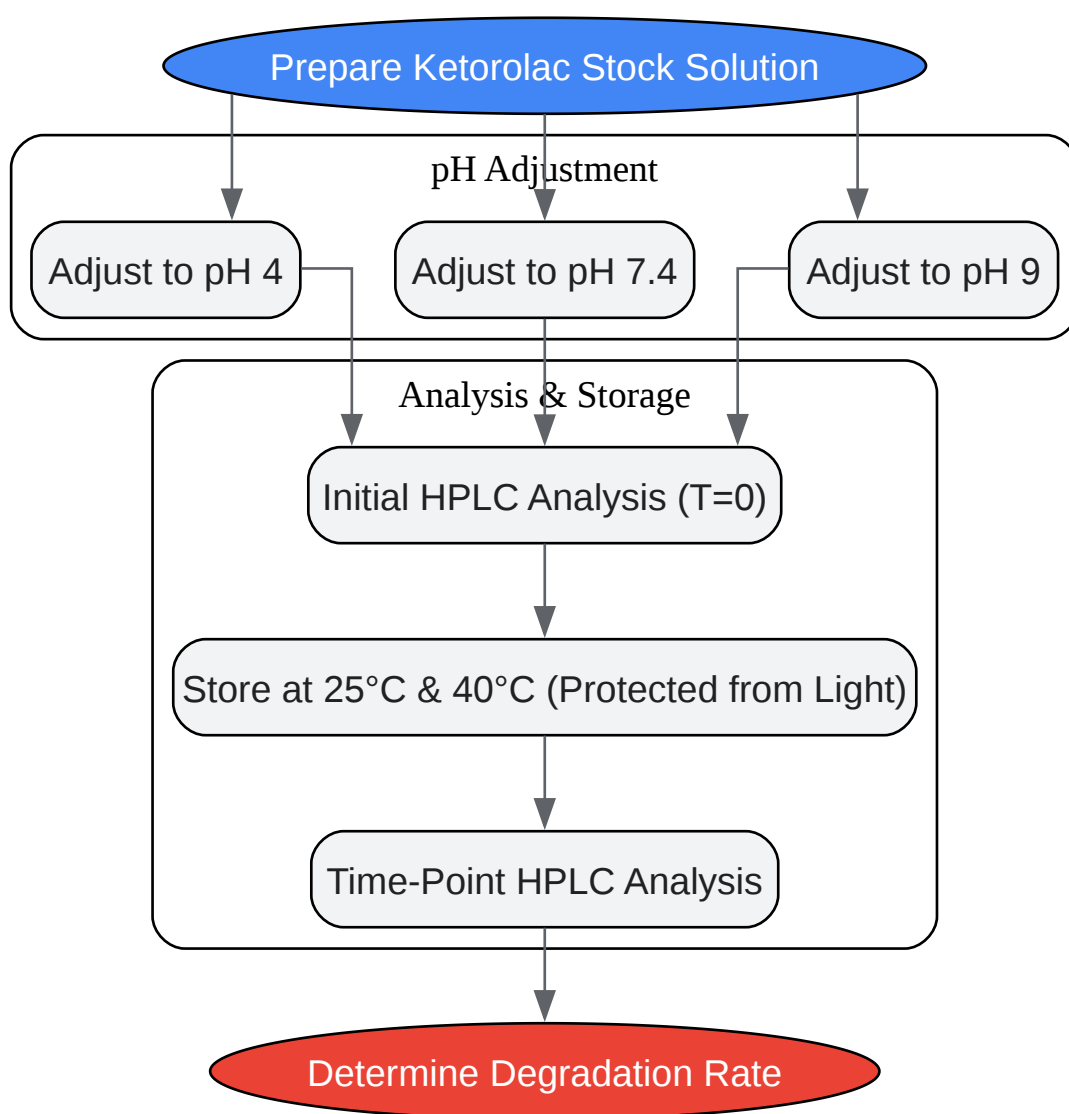 Prepare Ketorolac Stock Solution
pH Adjustment
Adjust to pH 4
Adjust to pH 7.4
Adjust to pH 9
Analysis & Storage
Initial HPLC Analysis (T=0)
Store at 25°C & 40°C (Protected from Light)
Time-Point HPLC Analysis
Determine Degradation Rate